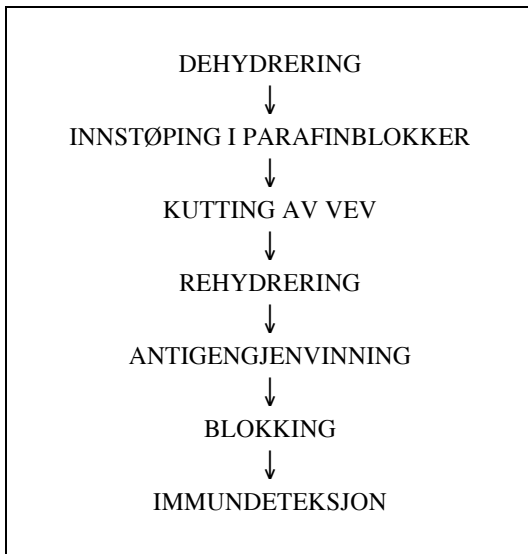 DEHYDRERING
INNSTØPING I PARAFINBLOKKER
KUTTING AV VEV
REHYDRERING
ANTIGENGJENVINNING
BLOKKING
IMMUNDETEKSJON